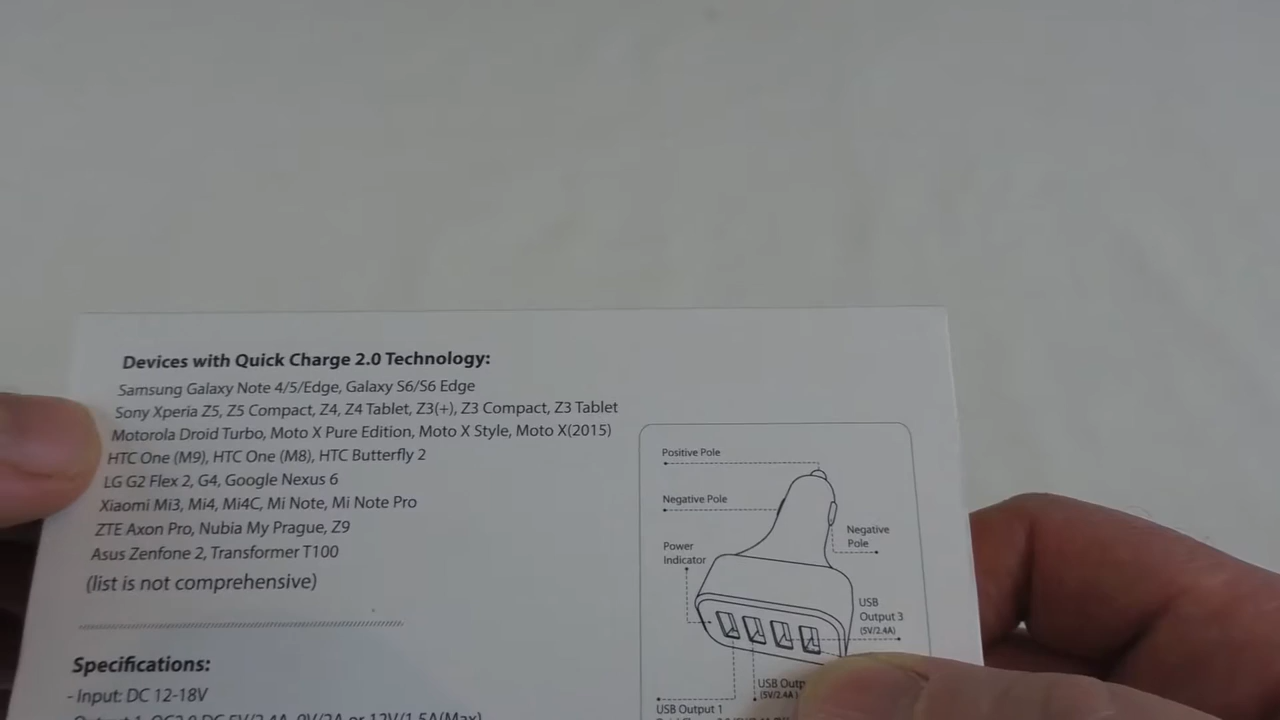 Devices with Quick Charge 2.0 Technology:
Samsung Galaxy Note 4/5/Edge, Galaxy S6/S6 Edge
Sony Xperia Z5, Z5 Compact, Z4, Z4 Tablet, Z3(+), Z3 Compact, Z3 Tablet
Motorola Droid Turbo, Moto X Pure Edition, Moto X Style, Moto X(2015)
HTC One (M9), HTC One (M8), HTC Butterfly 2
LG G2 Flex 2, G4, Google Nexus 6
Xiaomi Mi3, Mi4, Mi4C, Mi Note, Mi Note Pro
ZTE Axon Pro, Nubia My Prague, Z9
Asus Zenfone 2, Transformer T100
(list is not comprehensive)
Specifications:
- Input: DC 12-18V
Positive Pole
Negative Pole
Negative
Pole
Power
Indicator
USB
Output 3
(5V/2.4A)
USB
(5V/2.4A)
USB Output 1